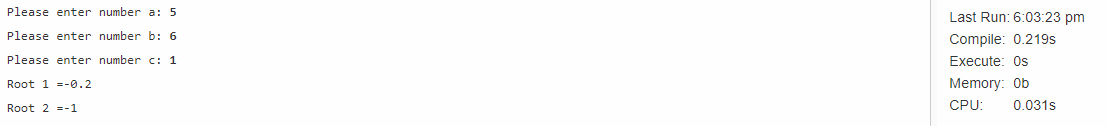 Please enter number a: 5
Please enter number b: 6
Please enter number c: 1
Root 1 =-0.2
Root 2 =-1
Last Run: 6:03:23 pm
Compile: 0.219s
Execute: 0s
Memory: 0b
CPU: 0.031s